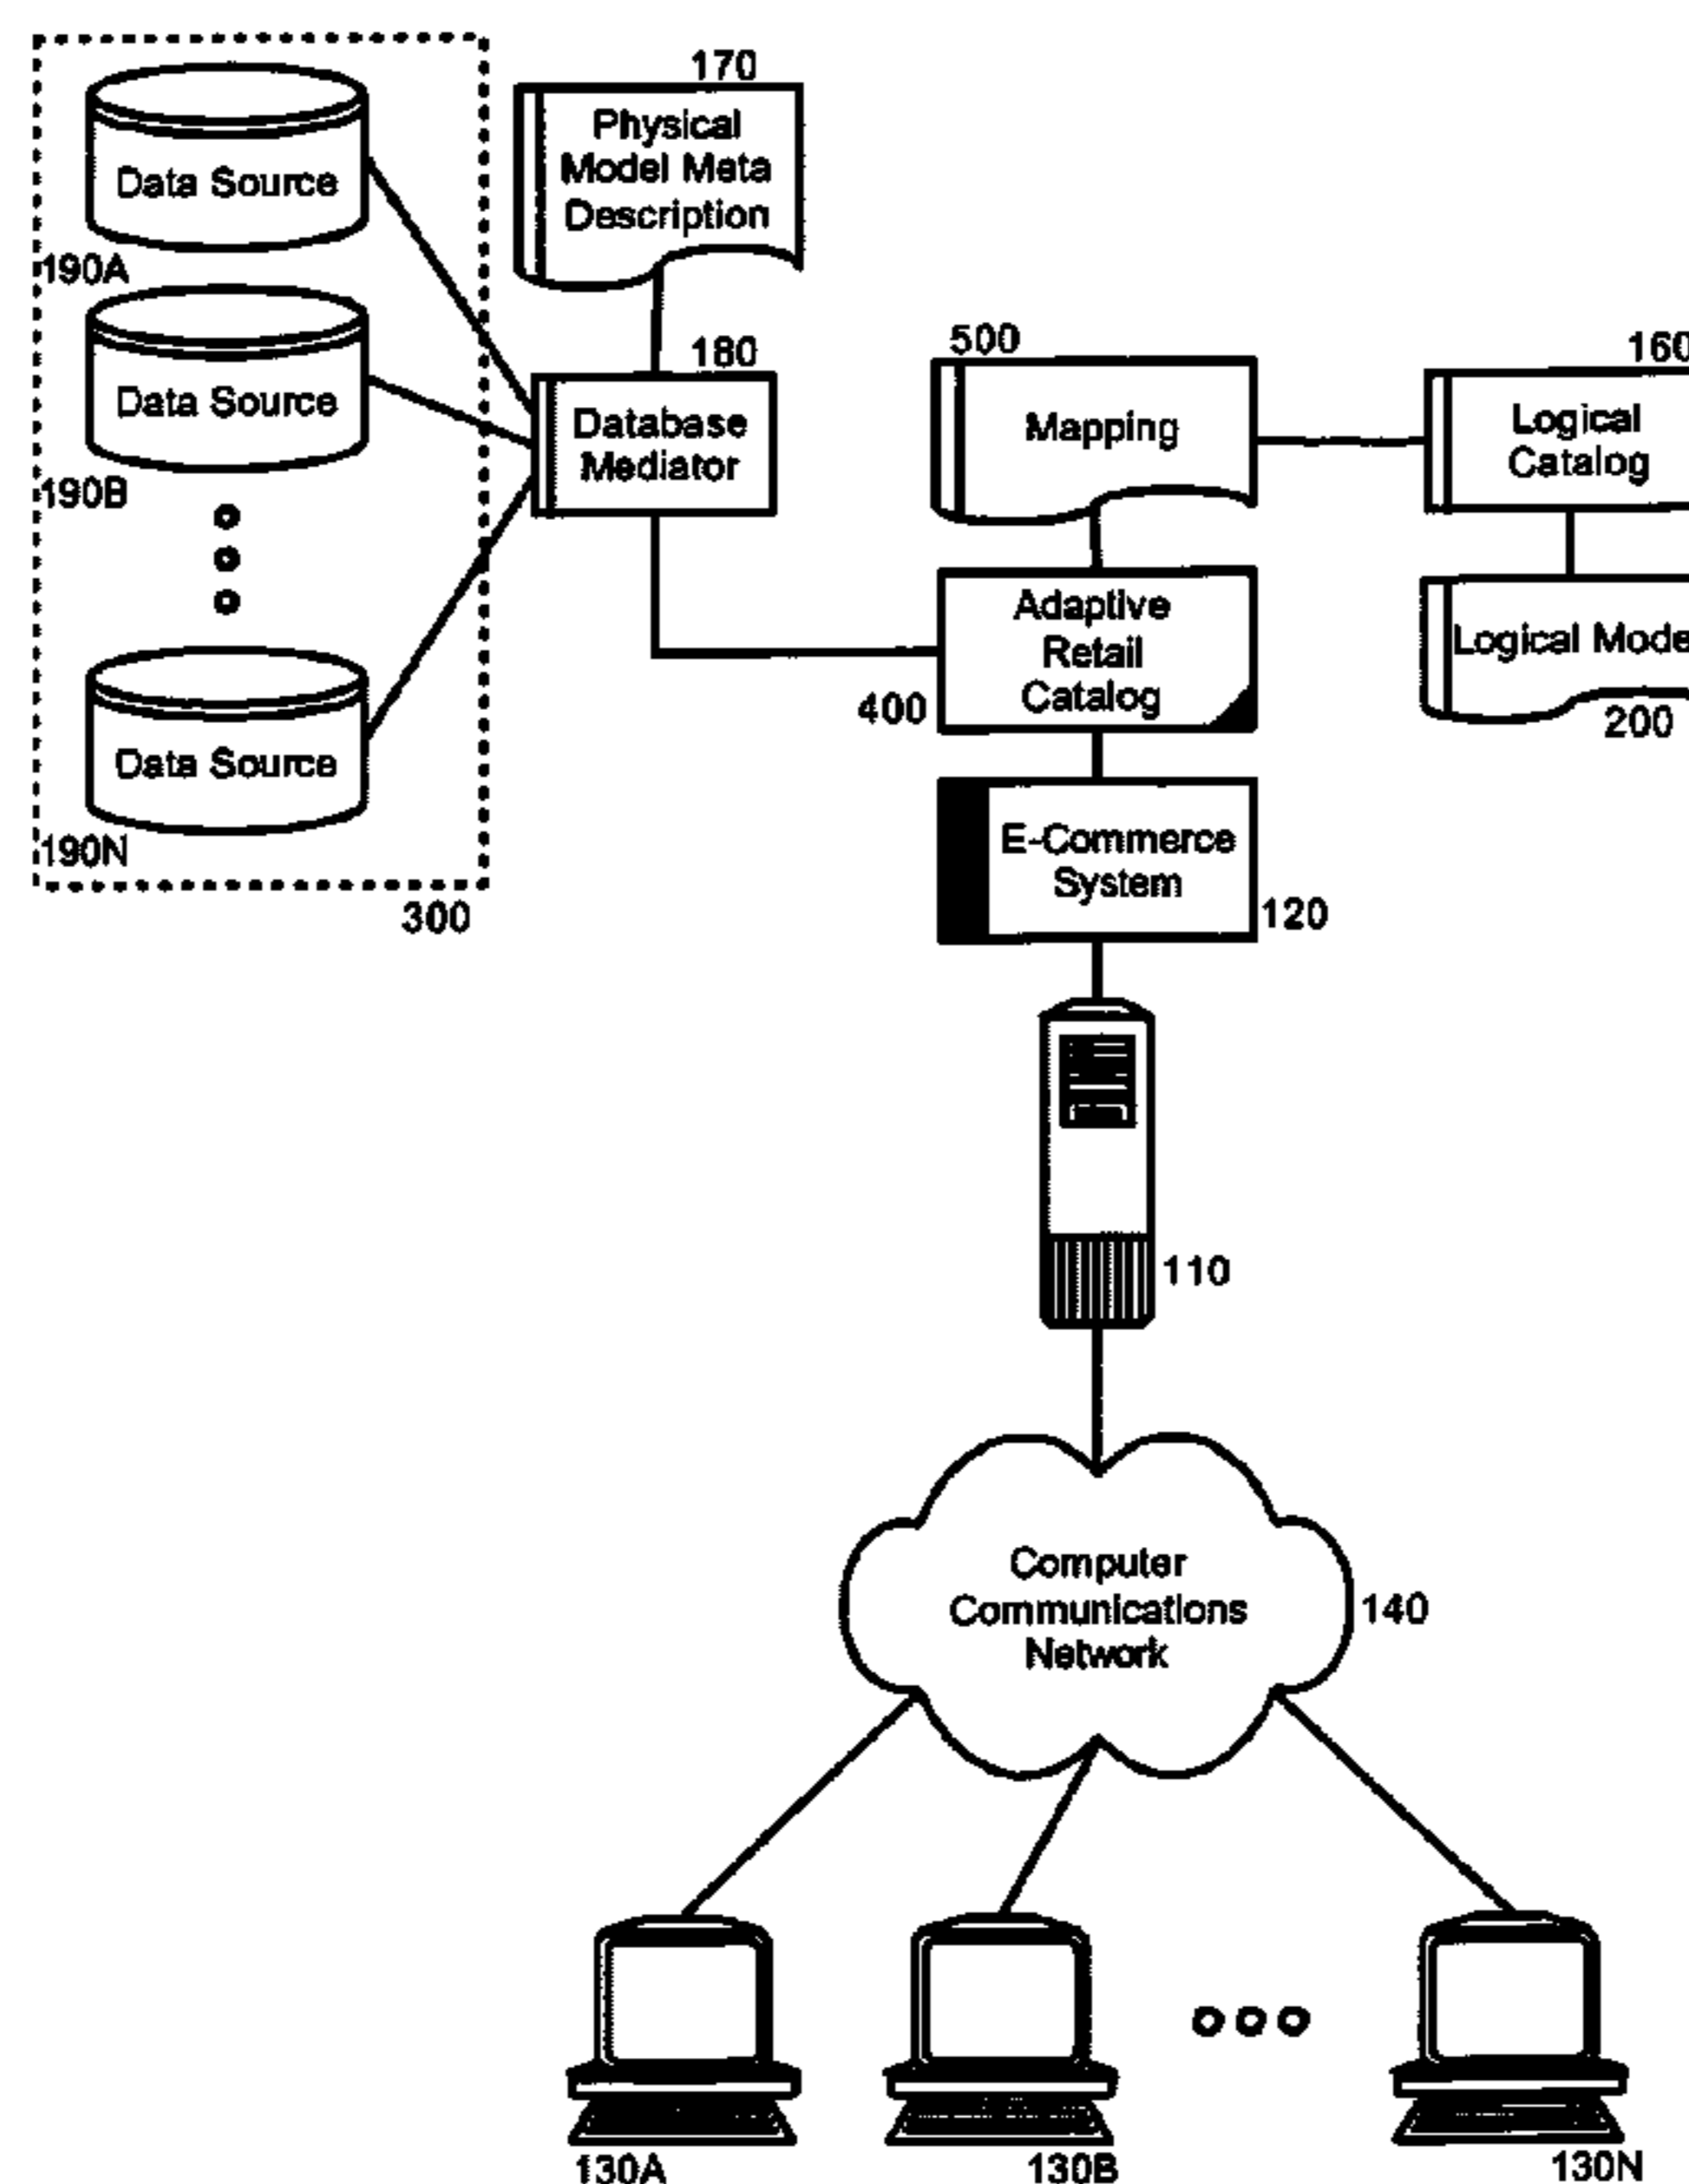 170
Physical
Model Meta
Description
Data Source
190A
Data Source
190B
Data Source
190N
300
180
Database
Mediator
500
Mapping
160
Logical
Catalog
Logical Mode
200
Adaptive
Retail
Catalog
400
E-Commerce
System
120
110
Computer
Communications
Network
140
130A
130B
130N